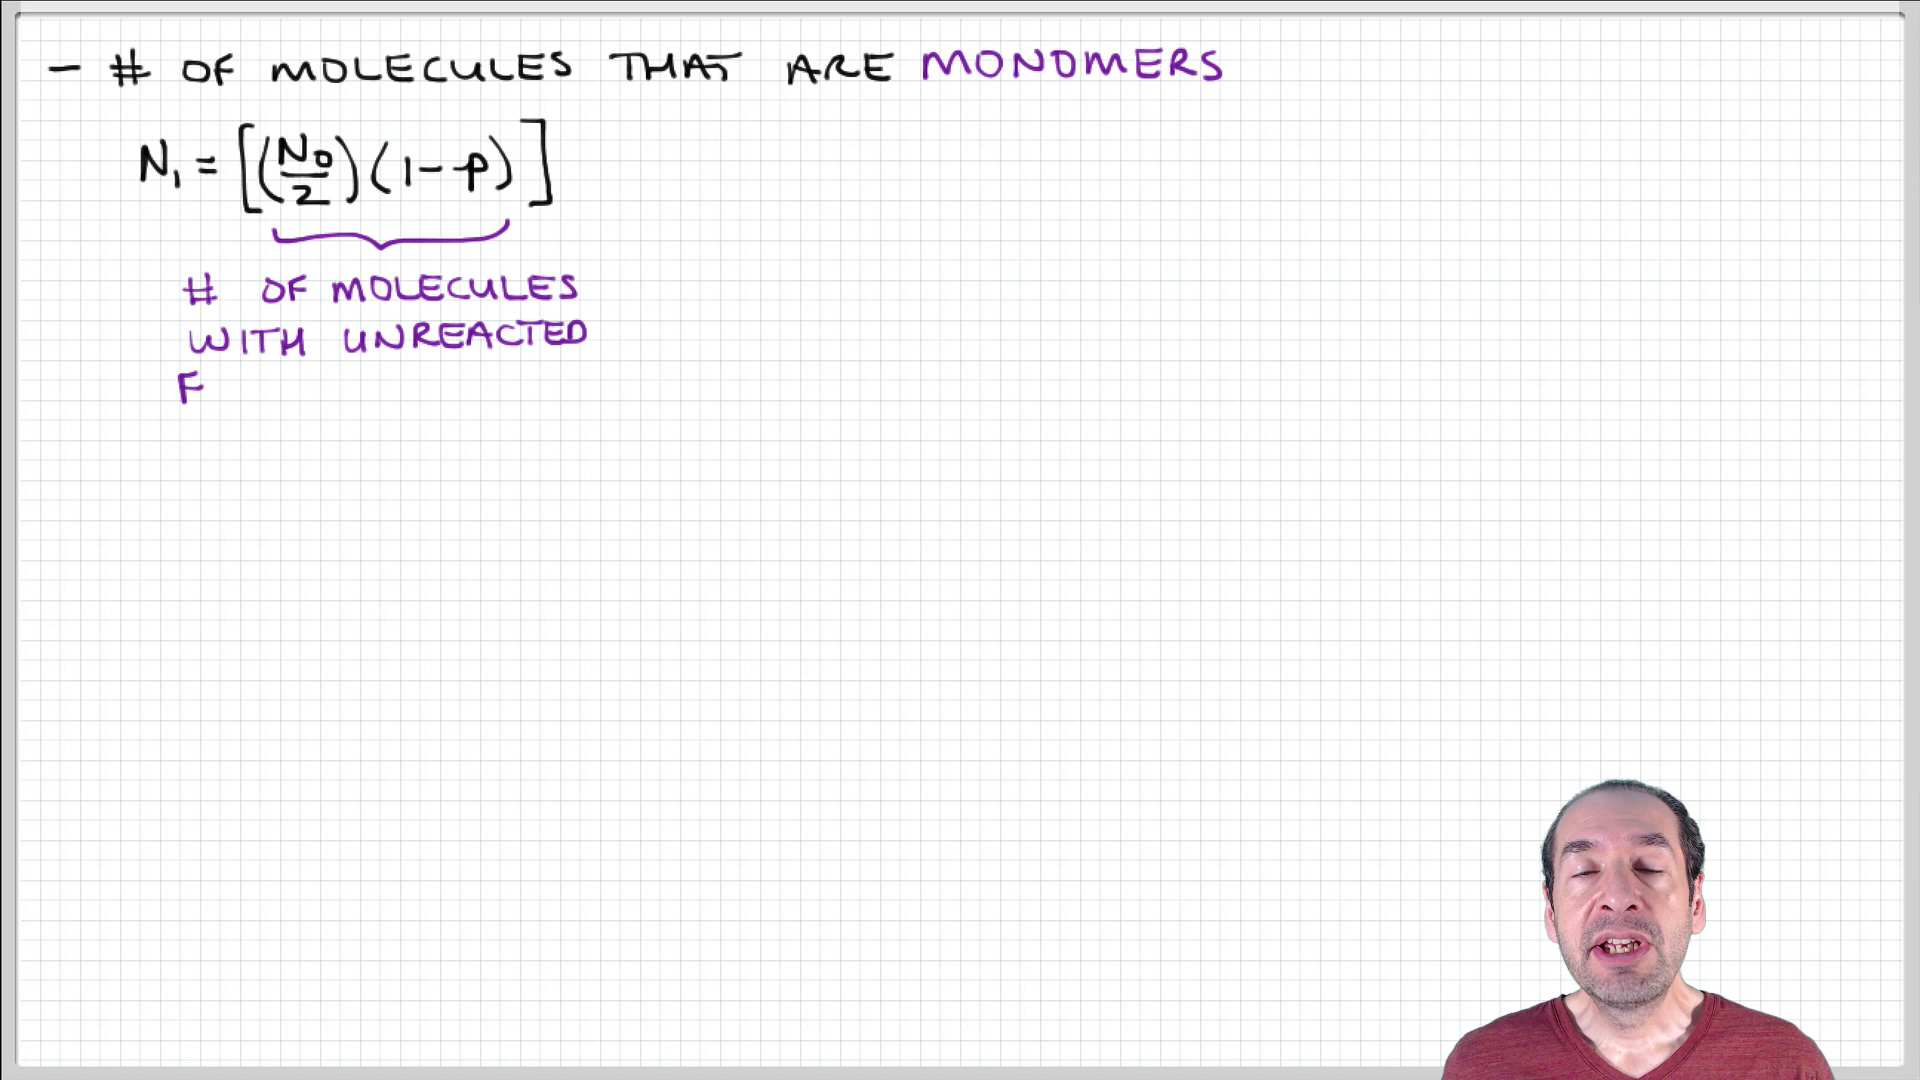 - # OF MOLECULES THAT ARE MONOMERS
N₁ = [(N₀/2)(1-p)]
# OF MOLECULES
WITH UNREACTED
F